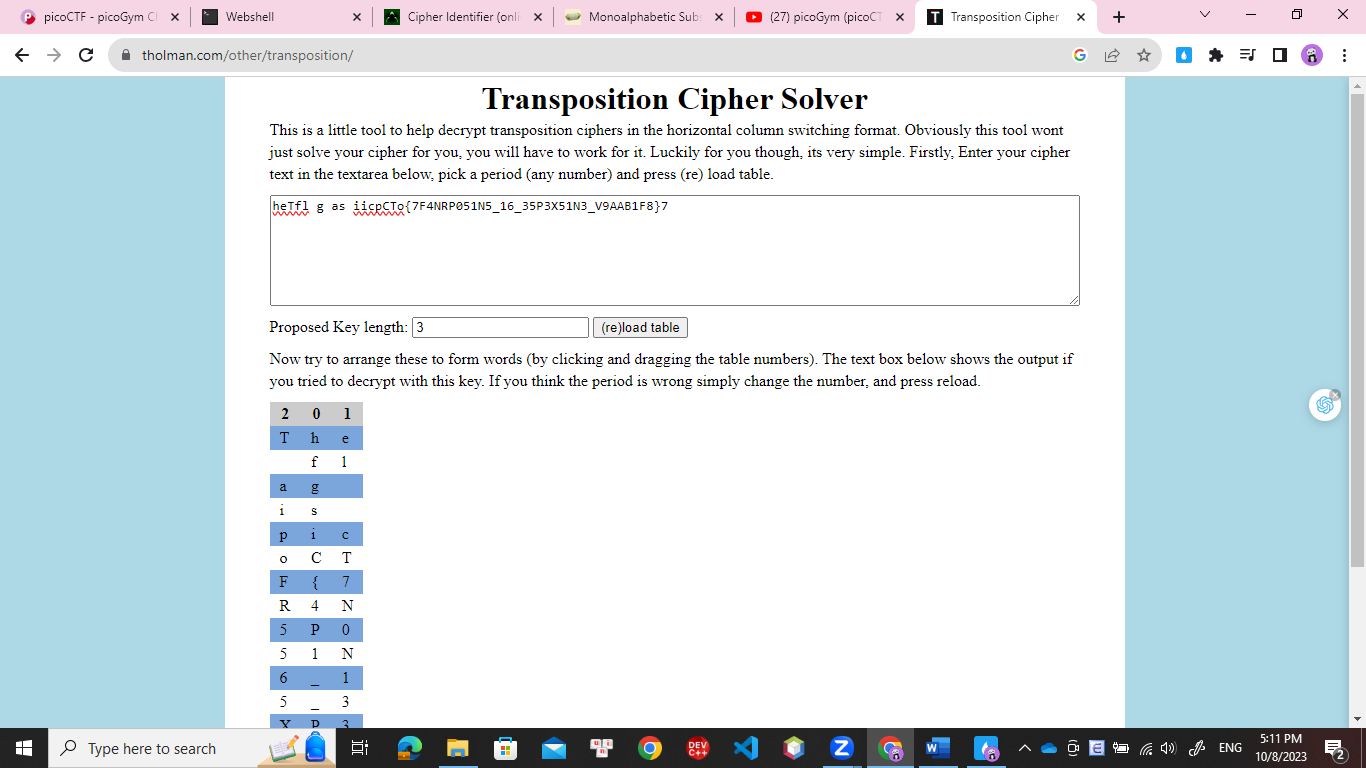 picoCTF - picoGym Cl
Webshell
Cipher Identifier (onli
Monoalphabetic Subs
(27) picoGym (picoCT
Transposition Cipher
tholman.com/other/transposition/
Transposition Cipher Solver
This is a little tool to help decrypt transposition ciphers in the horizontal column switching format. Obviously this tool wont
just solve your cipher for you, you will have to work for it. Luckily for you though, its very simple. Firstly, Enter your cipher
text in the textarea below, pick a period (any number) and press (re) load table.
heTfl g as iicpCTo{7F4NRP051N5_16_35P3X51N3_V9AAB1F8}7
Proposed Key length: 3 (re)load table
Now try to arrange these to form words (by clicking and dragging the table numbers). The text box below shows the output if
you tried to decrypt with this key. If you think the period is wrong simply change the number, and press reload.
2 0 1
T h e
f l
a g
i s
p i c
o C T
F { 7
R 4 N
5 P 0
5 1 N
6 _ 1
5 _ 3
X P 3
Type here to search
DEV C++
ENG
5:11 PM
10/8/2023
2